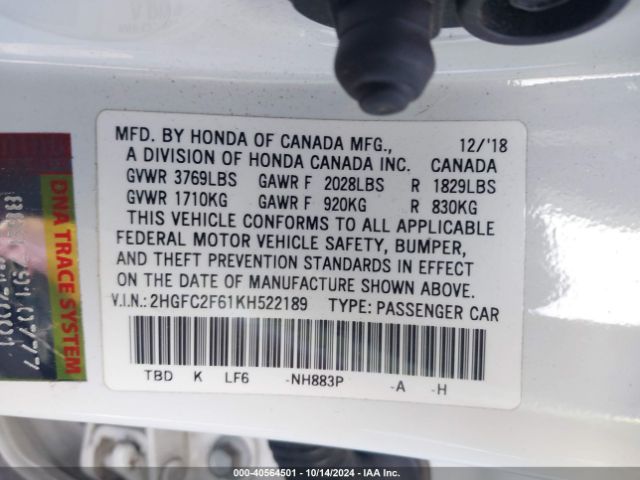 MFD. BY HONDA OF CANADA MFG., 12/'18
A DIVISION OF HONDA CANADA INC. CANADA
GVWR 3769LBS GAWR F 2028LBS R 1829LBS
GVWR 1710KG GAWR F 920KG R 830KG
THIS VEHICLE CONFORMS TO ALL APPLICABLE
FEDERAL MOTOR VEHICLE SAFETY, BUMPER,
AND THEFT PREVENTION STANDARDS IN EFFECT
ON THE DATE OF MANUFACTURE SHOWN ABOVE.
V.I.N.: 2HGFC2F61KH522189 TYPE: PASSENGER CAR
TBD K LF6 -NH883P -A -H
DNA TRACE SYSTEM
000-40564501 - 10/14/2024 - IAA Inc.